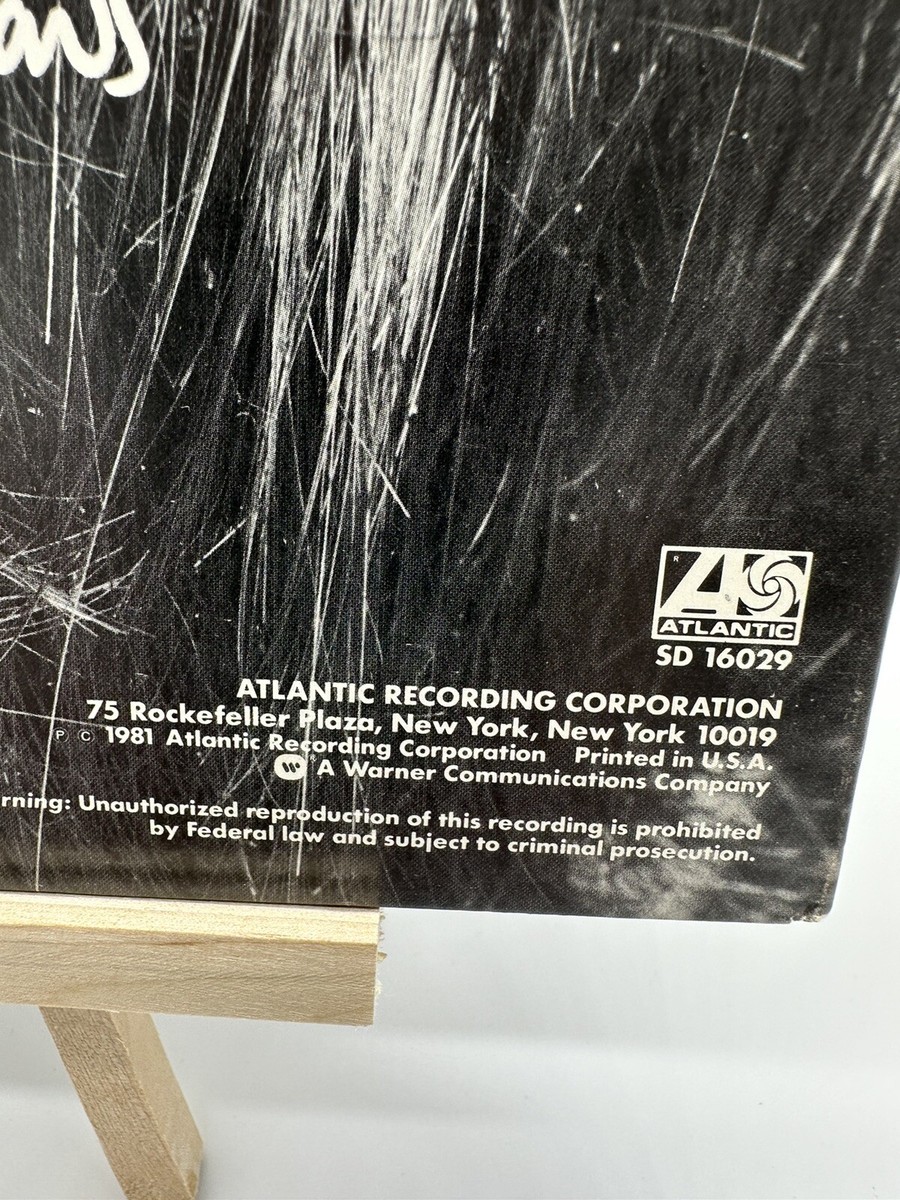 R
ATLANTIC
SD 16029
ATLANTIC RECORDING CORPORATION
75 Rockefeller Plaza, New York, New York 10019
P C 1981 Atlantic Recording Corporation Printed in U.S.A.
A Warner Communications Company
rning: Unauthorized reproduction of this recording is prohibited
by Federal law and subject to criminal prosecution.